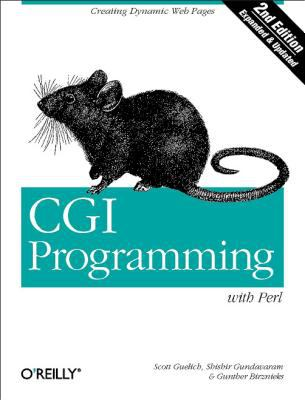 Creating Dynamic Web Pages
2nd Edition
Expanded & Updated
CGI
Programming
with Perl
O'REILLY®
Scott Guelich, Shishir Gundavaram
& Gunther Birznieks